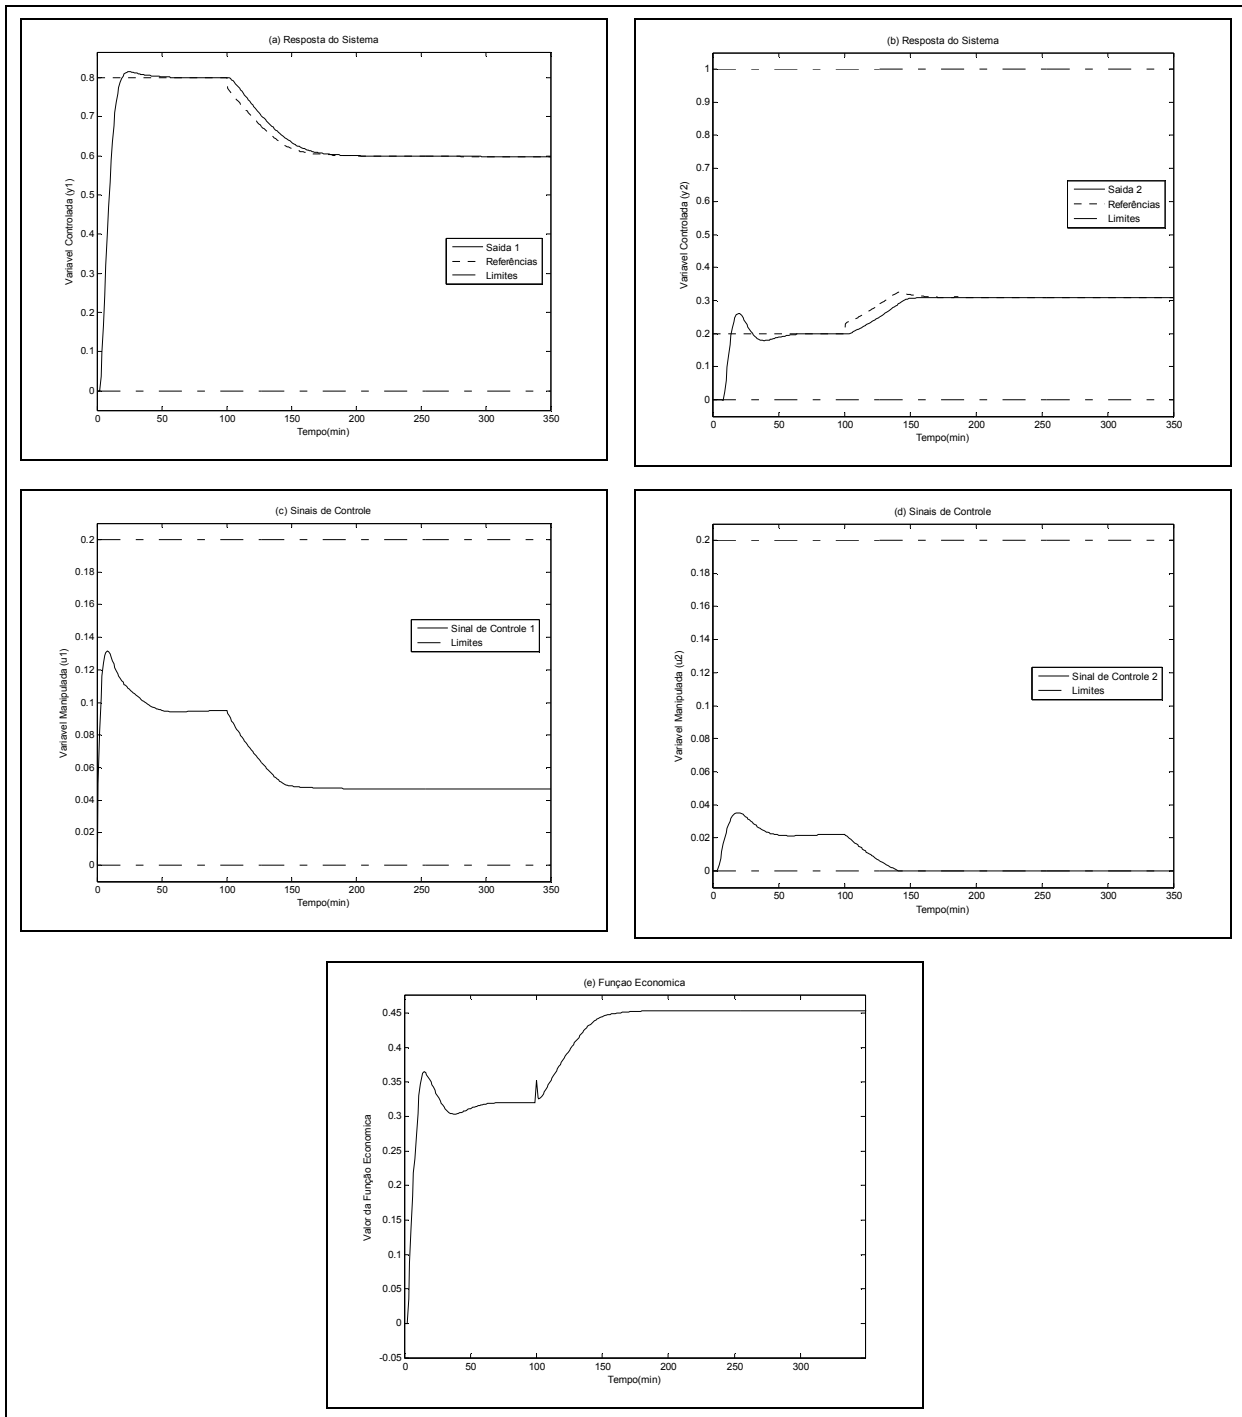 (a) Resposta do Sistema
0.8
0.7
0.6
0.5
0.4
0.3
0.2
0.1
0
Variavel Controlada (y1)
Saida 1
Referências
Limites
0 50 100 150 200 250 300 350
Tempo(min)
(b) Resposta do Sistema
1
0.9
0.8
0.7
0.6
0.5
0.4
0.3
0.2
0.1
0
Variavel Controlada (y2)
Saida 2
Referências
Limites
0 50 100 150 200 250 300 350
Tempo(min)
(c) Sinais de Controle
0.2
0.18
0.16
0.14
0.12
0.1
0.08
0.06
0.04
0.02
0
Variavel Manipulada (u1)
Sinal de Controle 1
Limites
0 50 100 150 200 250 300 350
Tempo(min)
(d) Sinais de Controle
0.2
0.18
0.16
0.14
0.12
0.1
0.08
0.06
0.04
0.02
0
Variavel Manipulada (u2)
Sinal de Controle 2
Limites
0 50 100 150 200 250 300 350
Tempo(min)
(e) Funçao Economica
0.45
0.4
0.35
0.3
0.25
0.2
0.15
0.1
0.05
0
-0.05
Valor da Função Economica
0 50 100 150 200 250 300
Tempo(min)